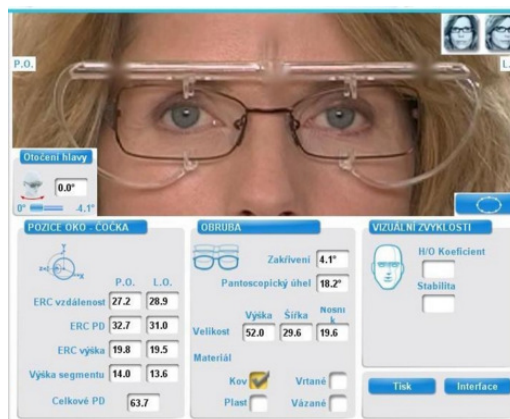 P.O.
L.
Otočení hlavy
0.0°
0° 4.1°
POZICE OKO - ČOČKA
P.O. L.O.
ERC vzdálenost 27.2 28.9
ERC PD 32.7 31.0
ERC výška 19.8 19.5
Výška segmentu 14.0 13.6
Celkové PD 63.7
OBRUBA
Zakřivení 4.1°
Pantoscopický úhel 18.2°
Výška Šířka Nosní
k
Velikost 52.0 29.6 19.6
Materiál
Kov Vrtané
Plast Vázané
VIZUÁLNÍ ZVYKLOSTI
H/O Koeficient
Stabilita
Tisk Interface